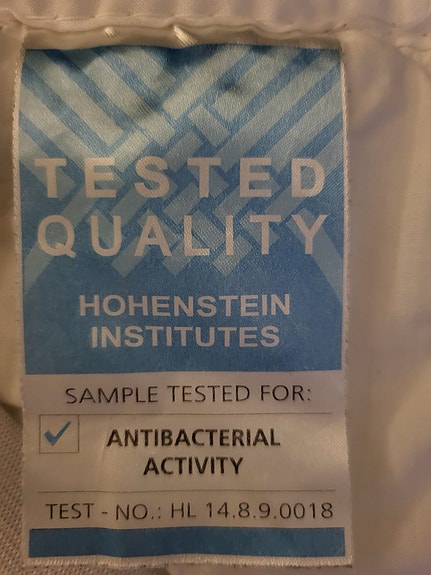 TESTED
QUALITY
HOHENSTEIN
INSTITUTES
SAMPLE TESTED FOR:
ANTIBACTERIAL
ACTIVITY
TEST - NO.: HL 14.8.9.0018